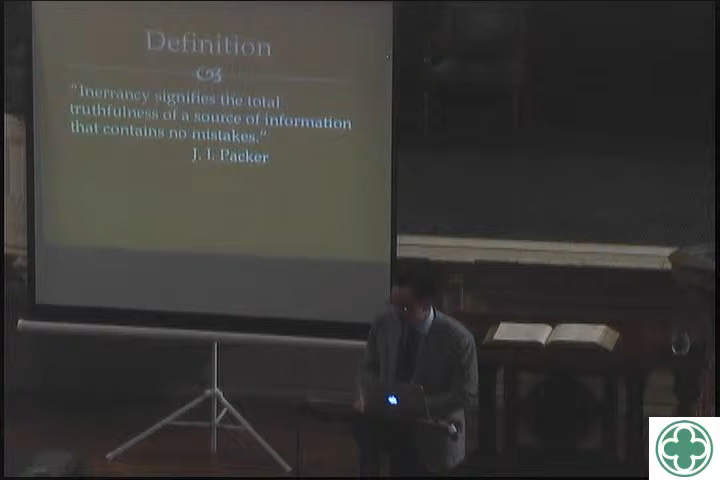 Definition
"Inerrancy signifies the total
truthfulness of a source of information
that contains no mistakes."
J. I. Packer